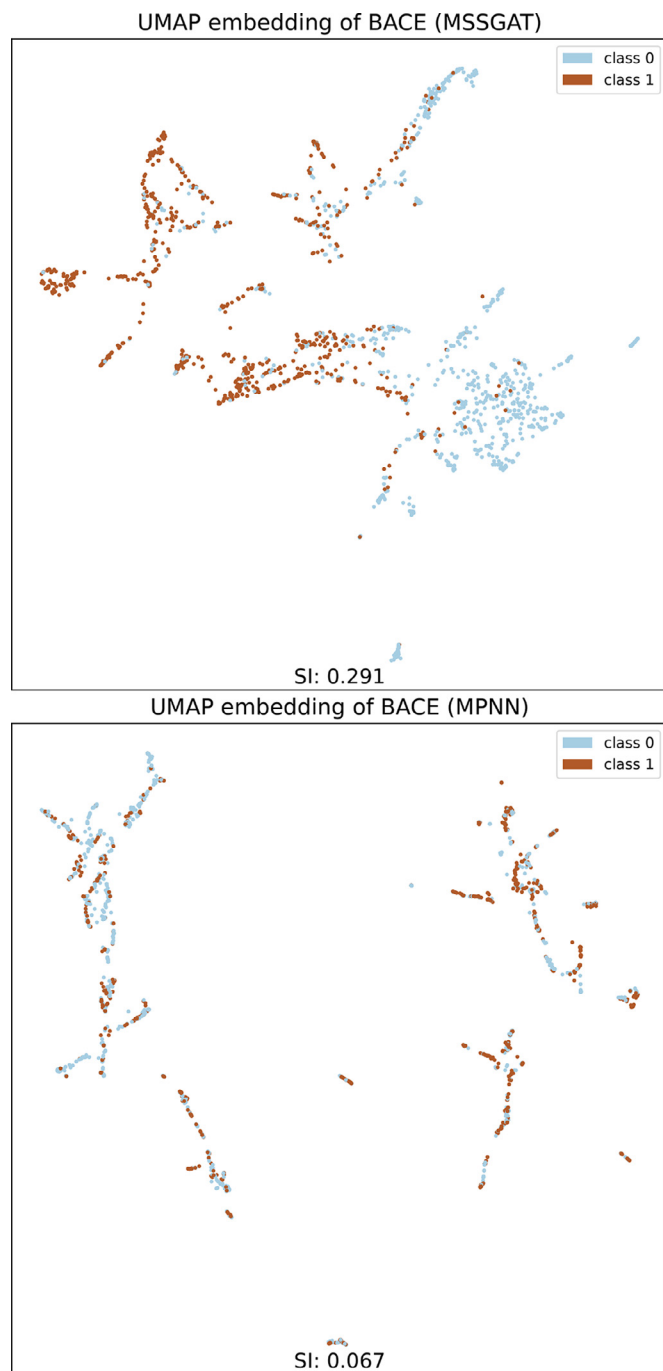 UMAP embedding of BACE (MSSGAT)
class 0
class 1
SI: 0.291
UMAP embedding of BACE (MPNN)
class 0
class 1
SI: 0.067